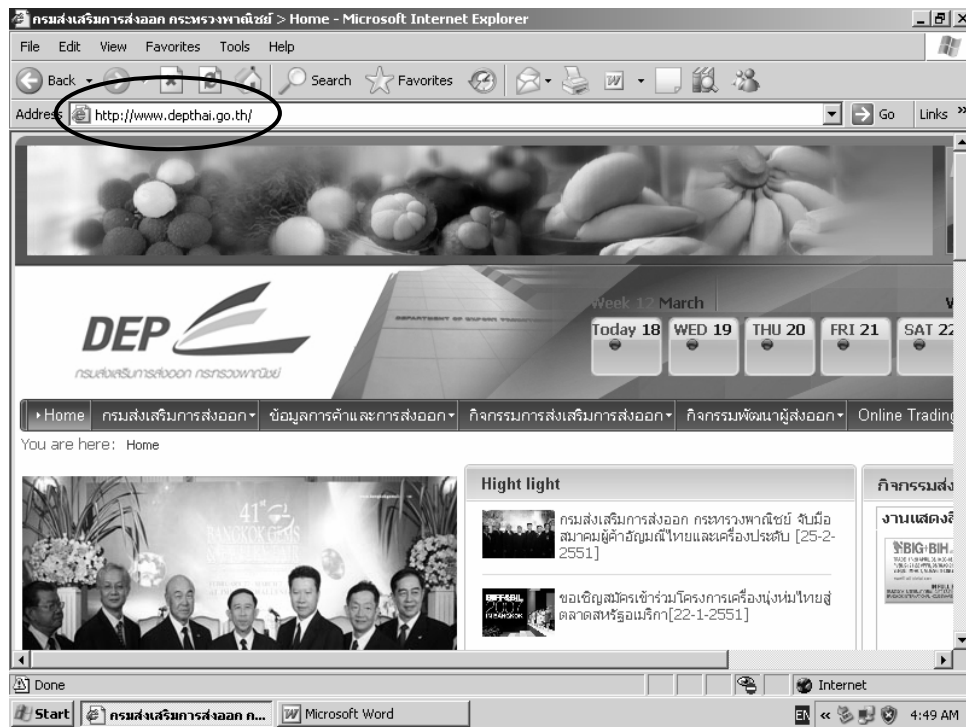 กรมส่งเสริมการส่งออก กระทรวงพาณิชย์ > Home - Microsoft Internet Explorer
File Edit View Favorites Tools Help
Back Search Favorites
Address http://www.depthai.go.th/ Go Links »
Week 12 March
Today 18 WED 19 THU 20 FRI 21 SAT 22
DEP
กรมส่งเสริมการส่งออก กระทรวงพาณิชย์
Home กรมส่งเสริมการส่งออก ข้อมูลการค้าและการส่งออก กิจกรรมการส่งเสริมการส่งออก กิจกรรมพัฒนาผู้ส่งออก Online Trading
You are here: Home
41st
BANGKOK GEMS
Hight light
กรมส่งเสริมการส่งออก กระทรวงพาณิชย์ จับมือ
สมาคมผู้ค้าอัญมณีไทยและเครื่องประดับ [25-2-
2551]
ขอเชิญสมัครเข้าร่วมโครงการเครื่องนุ่งห่มไทยสู่
ตลาดสหรัฐอเมริกา[22-1-2551]
กิจกรรมส่ง
งานแสดงสิ
BIG+BIH
Done Internet
Start กรมส่งเสริมการส่งออก ก... Microsoft Word EN « 4:49 AM